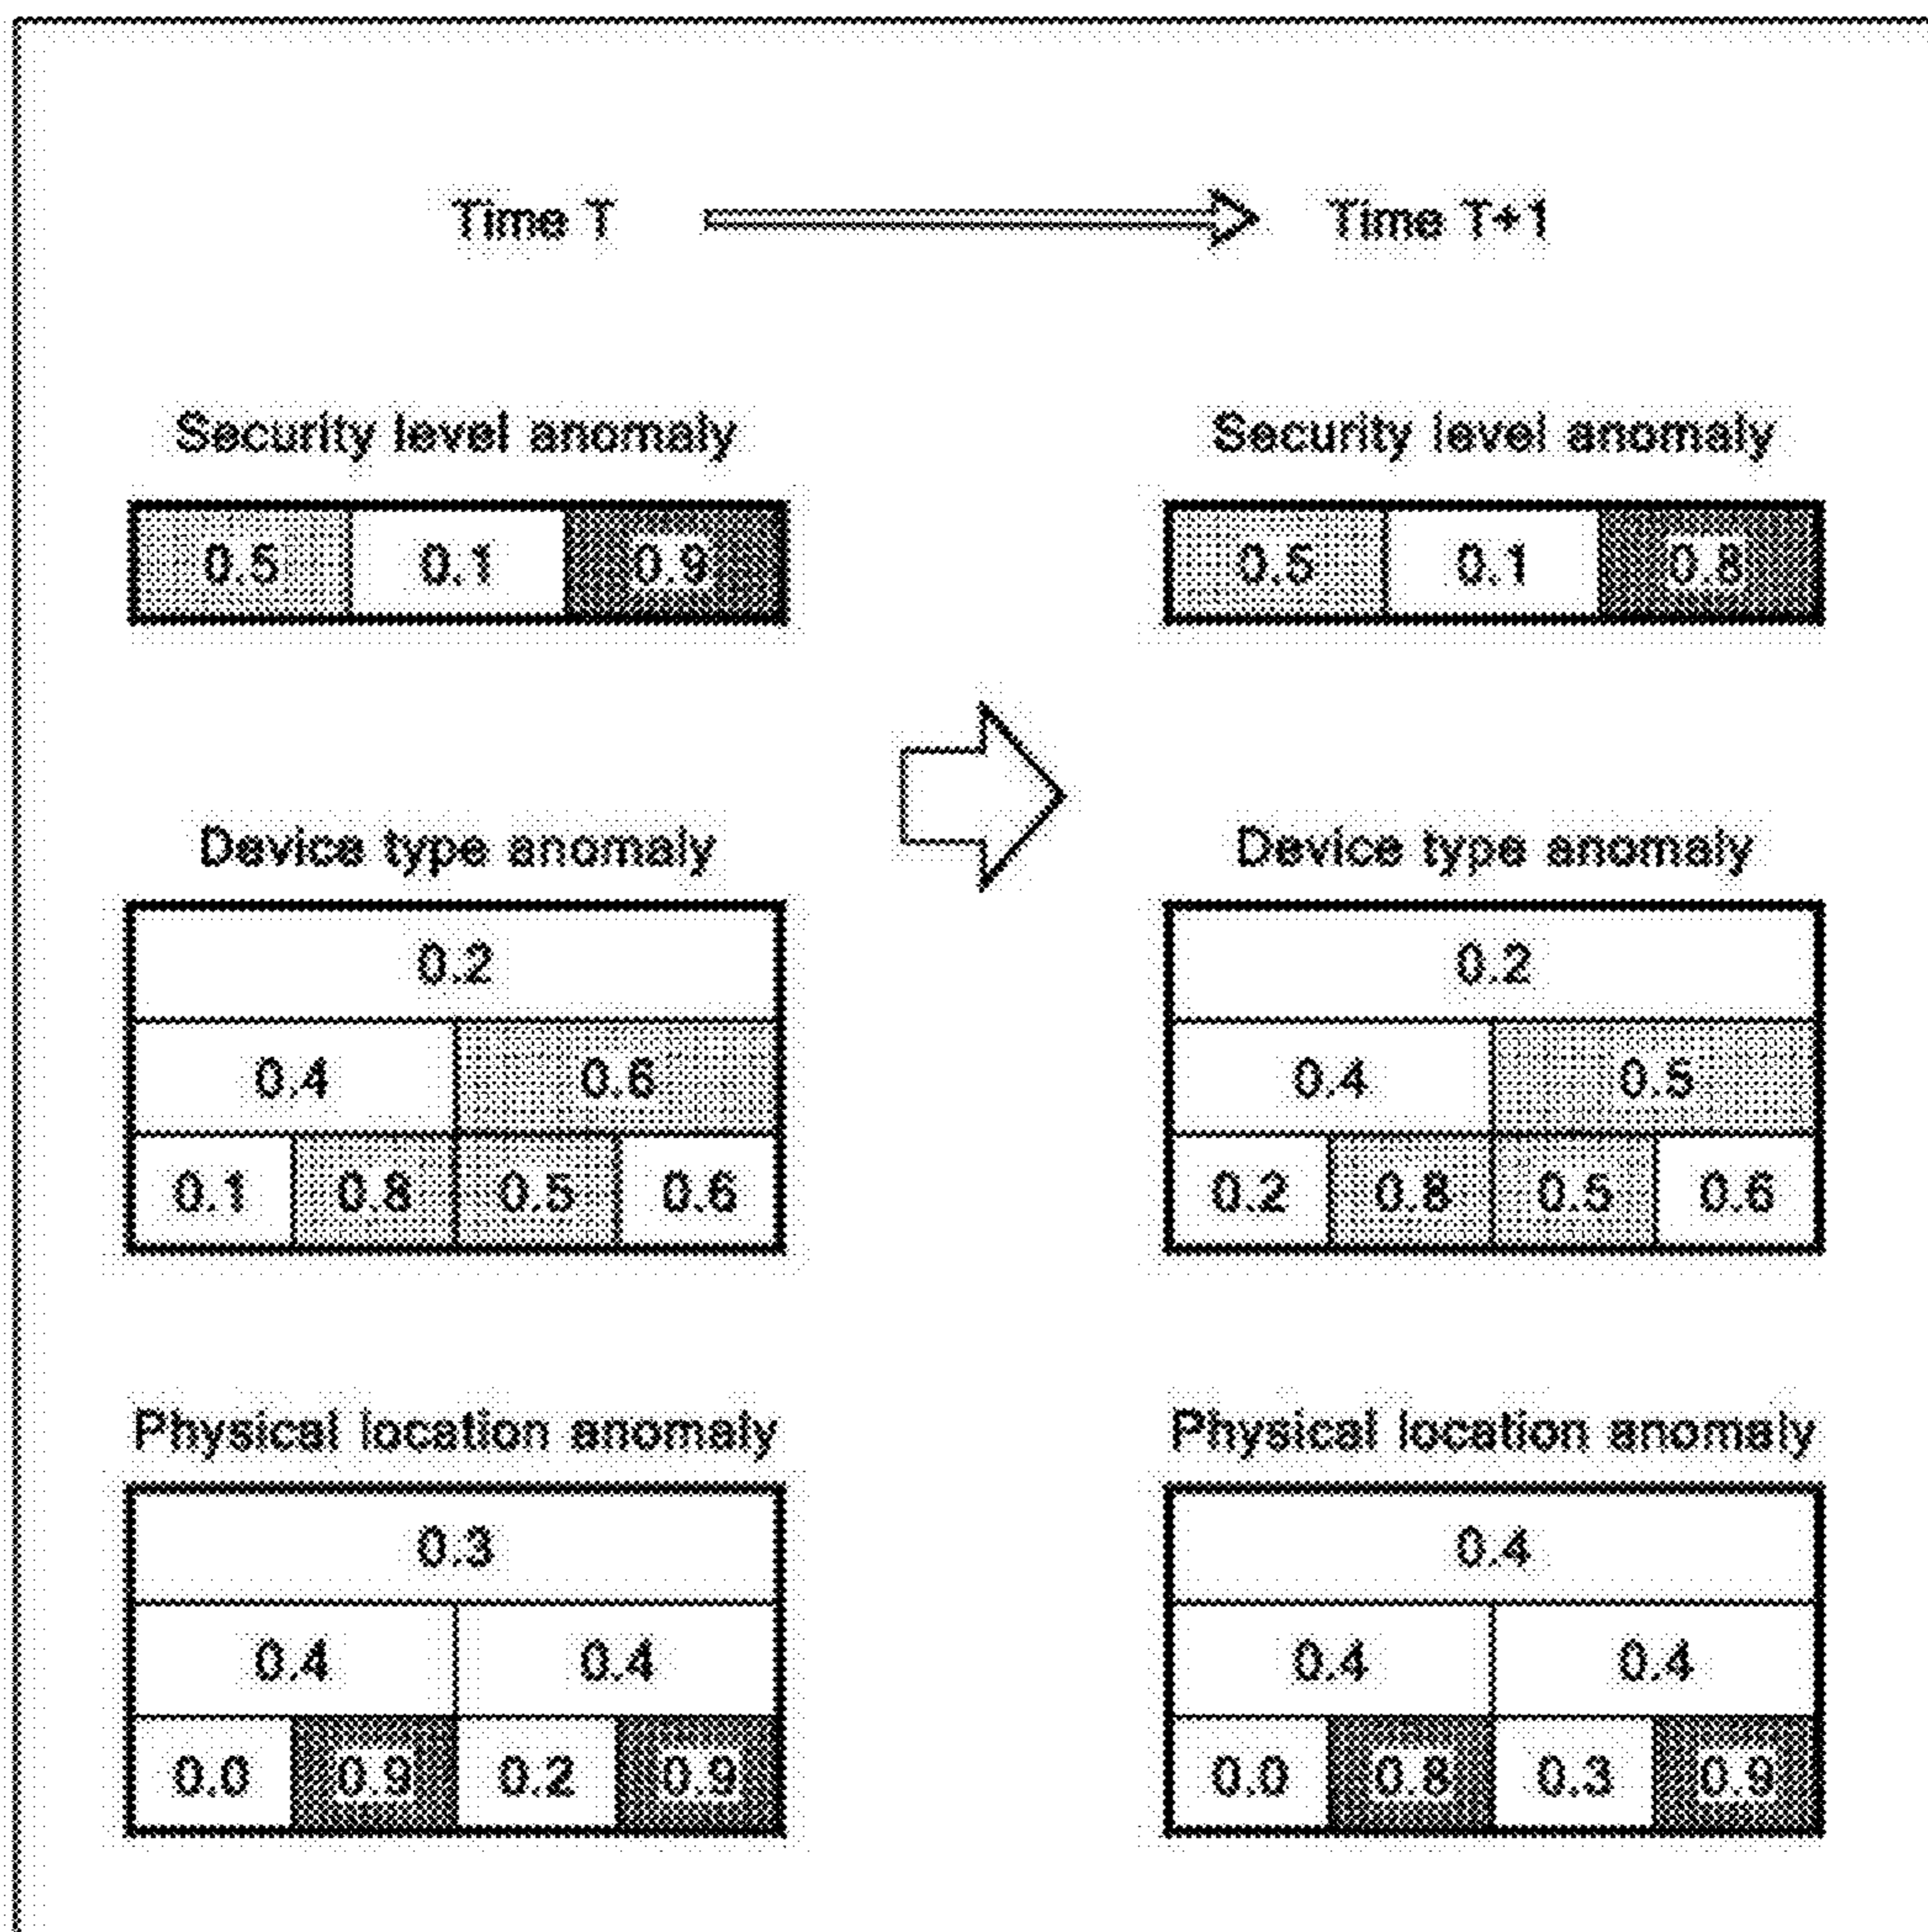 Time T Time T+1
Security level anomaly Security level anomaly
0.5 0.1 0.9 0.5 0.1 0.8
Device type anomaly Device type anomaly
0.2 0.2
0.4 0.6 0.4 0.5
0.1 0.8 0.5 0.6 0.2 0.8 0.5 0.6
Physical location anomaly Physical location anomaly
0.3 0.4
0.4 0.4 0.4 0.4
0.0 0.9 0.2 0.9 0.0 0.8 0.3 0.9